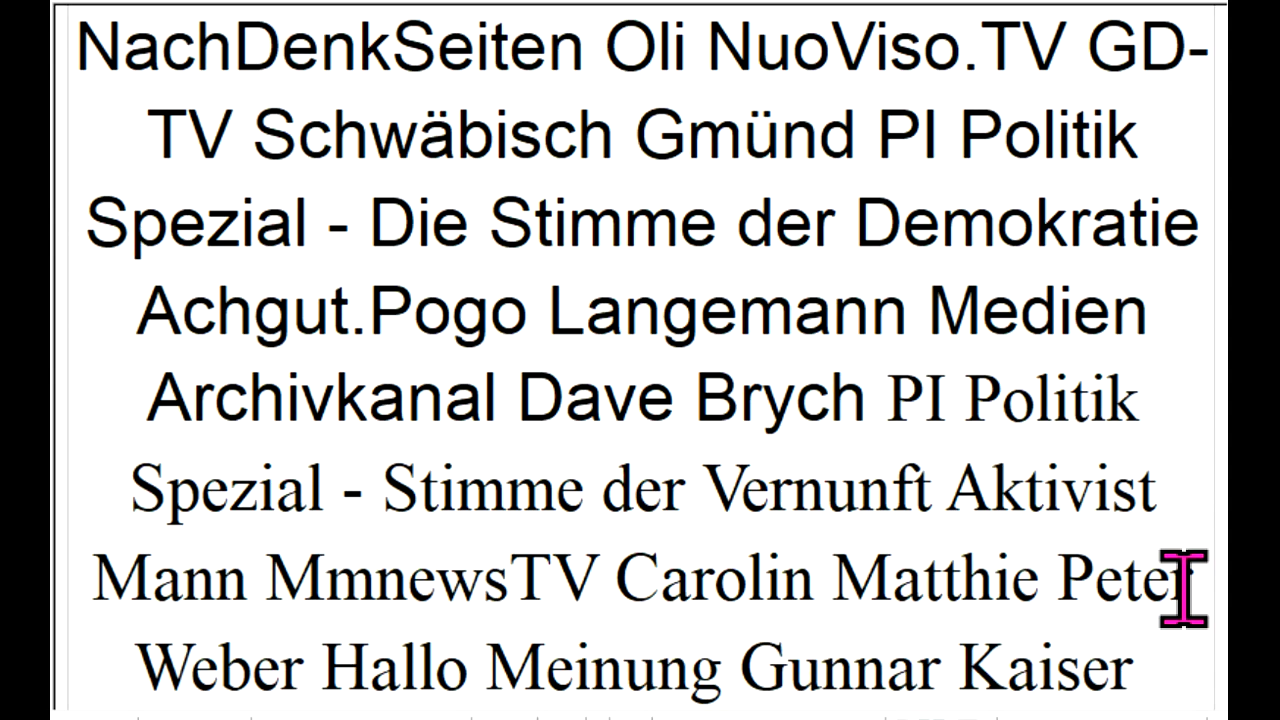 NachDenkSeiten Oli NuoViso.TV GD-
TV Schwäbisch Gmünd PI Politik
Spezial - Die Stimme der Demokratie
Achgut.Pogo Langemann Medien
Archivkanal Dave Brych PI Politik
Spezial - Stimme der Vernunft Aktivist
Mann MmnewsTV Carolin Matthie Peter
Weber Hallo Meinung Gunnar Kaiser